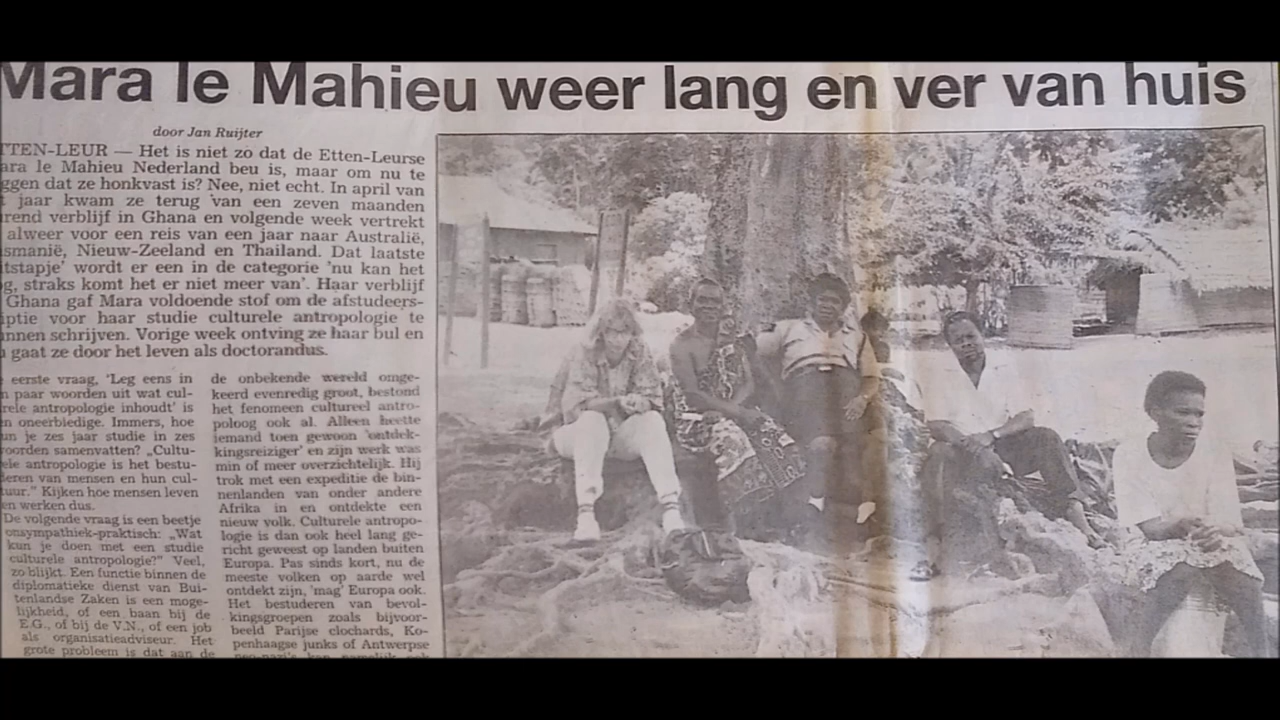 Mara le Mahieu weer lang en ver van huis
door Jan Ruijter
TTEN-LEUR — Het is niet zo dat de Etten-Leurse
ara le Mahieu Nederland beu is, maar om nu te
ggen dat ze honkvast is? Nee, niet echt. In april van
t jaar kwam ze terug van een zeven maanden
urend verblijf in Ghana en volgende week vertrekt
alweer voor een reis van een jaar naar Australië,
smanië, Nieuw-Zeeland en Thailand. Dat laatste
itstapje' wordt er een in de categorie 'nu kan het
g, straks komt het er niet meer van'. Haar verblijf
Ghana gaf Mara voldoende stof om de afstudeers-
iptie voor haar studie culturele antropologie te
nnen schrijven. Vorige week ontving ze haar bul en
gaat ze door het leven als doctorandus.
eerste vraag, 'Leg eens in
n paar woorden uit wat cul-
rele antropologie inhoudt' is
n oneerbiedige. Immers, hoe
un je zes jaar studie in zes
oorden samenvatten? „Cultu-
ele antropologie is het bestu-
deren van mensen en hun cul-
tuur.” Kijken hoe mensen leven
en werken dus.
De volgende vraag is een beetje
onsympathiek-praktisch: „Wat
kun je doen met een studie
culturele antropologie?” Veel,
zo blijkt. Een functie binnen de
diplomatieke dienst van Bui-
tenlandse Zaken is een moge-
lijkheid, of een baan bij de
E.G., of bij de V.N., of een job
als organisatieadviseur. Het
grote probleem is dat aan de
de onbekende wereld omge-
keerd evenredig groot, bestond
het fenomeen cultureel antro-
poloog ook al. Alleen heette
iemand toen gewoon 'ontdek-
kingsreiziger' en zijn werk was
min of meer overzichtelijk. Hij
trok met een expeditie de bin-
nenlanden van onder andere
Afrika in en ontdekte een
nieuw volk. Culturele antropo-
logie is dan ook heel lang ge-
richt geweest op landen buiten
Europa. Pas sinds kort, nu de
meeste volken op aarde wel
ontdekt zijn, 'mag' Europa ook.
Het bestuderen van bevol-
kingsgroepen zoals bijvoor-
beeld Parijse clochards, Ko-
penhaagse junks of Antwerpse